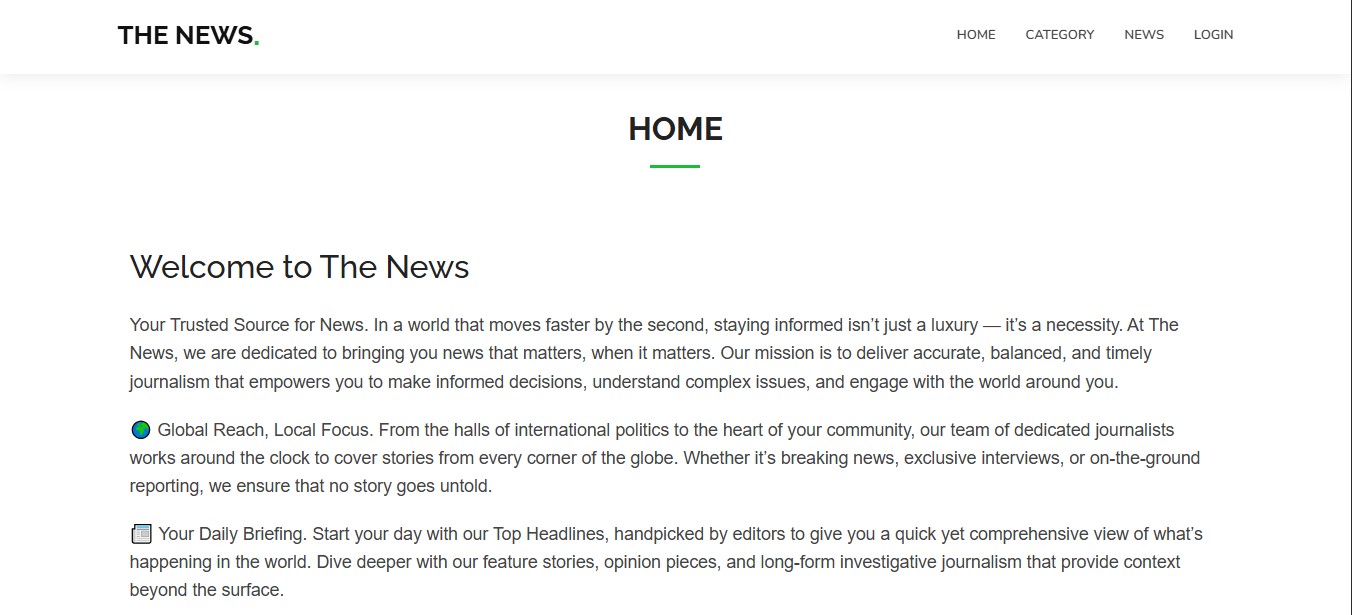 THE NEWS.
HOME CATEGORY NEWS LOGIN
HOME
Welcome to The News
Your Trusted Source for News. In a world that moves faster by the second, staying informed isn’t just a luxury — it’s a necessity. At The
News, we are dedicated to bringing you news that matters, when it matters. Our mission is to deliver accurate, balanced, and timely
journalism that empowers you to make informed decisions, understand complex issues, and engage with the world around you.
🌍 Global Reach, Local Focus. From the halls of international politics to the heart of your community, our team of dedicated journalists
works around the clock to cover stories from every corner of the globe. Whether it’s breaking news, exclusive interviews, or on-the-ground
reporting, we ensure that no story goes untold.
📰 Your Daily Briefing. Start your day with our Top Headlines, handpicked by editors to give you a quick yet comprehensive view of what’s
happening in the world. Dive deeper with our feature stories, opinion pieces, and long-form investigative journalism that provide context
beyond the surface.